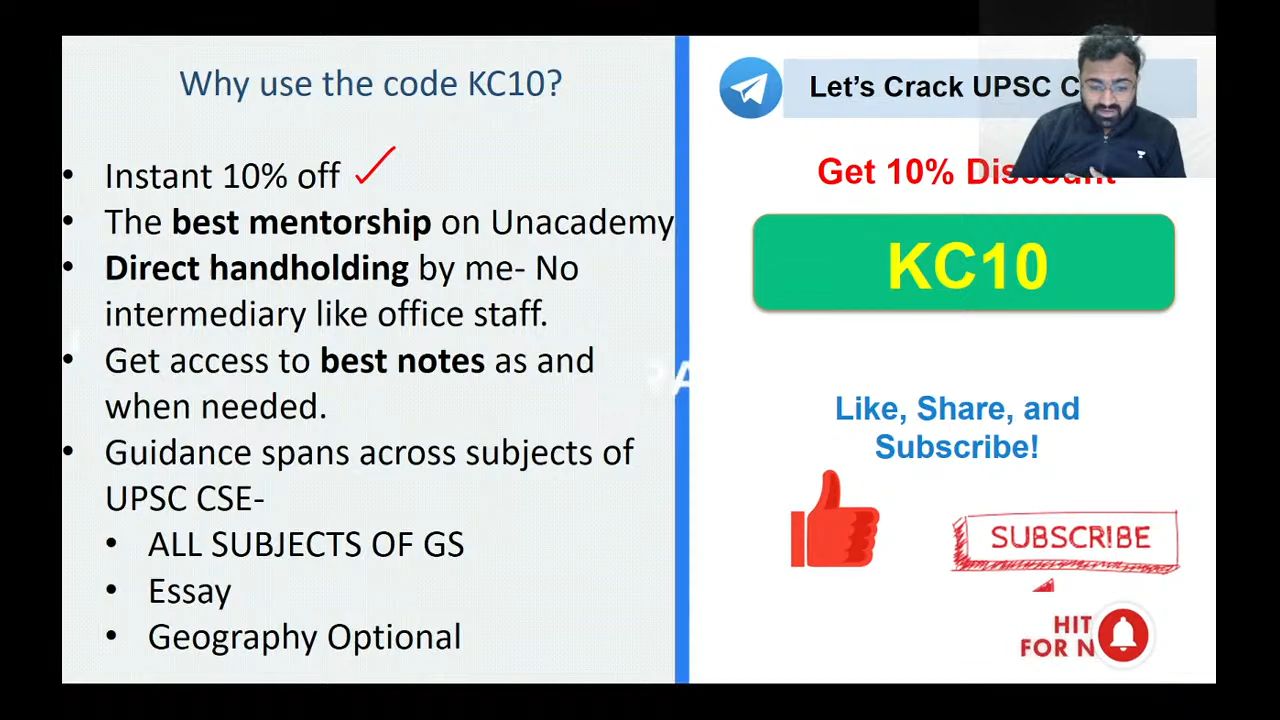 Why use the code KC10?
• Instant 10% off
• The best mentorship on Unacademy
• Direct handholding by me- No
intermediary like office staff.
• Get access to best notes as and
when needed.
• Guidance spans across subjects of
UPSC CSE-
• ALL SUBJECTS OF GS
• Essay
• Geography Optional
Let's Crack UPSC
Get 10%
KC10
Like, Share, and
Subscribe!
SUBSCRIBE
HIT
FOR